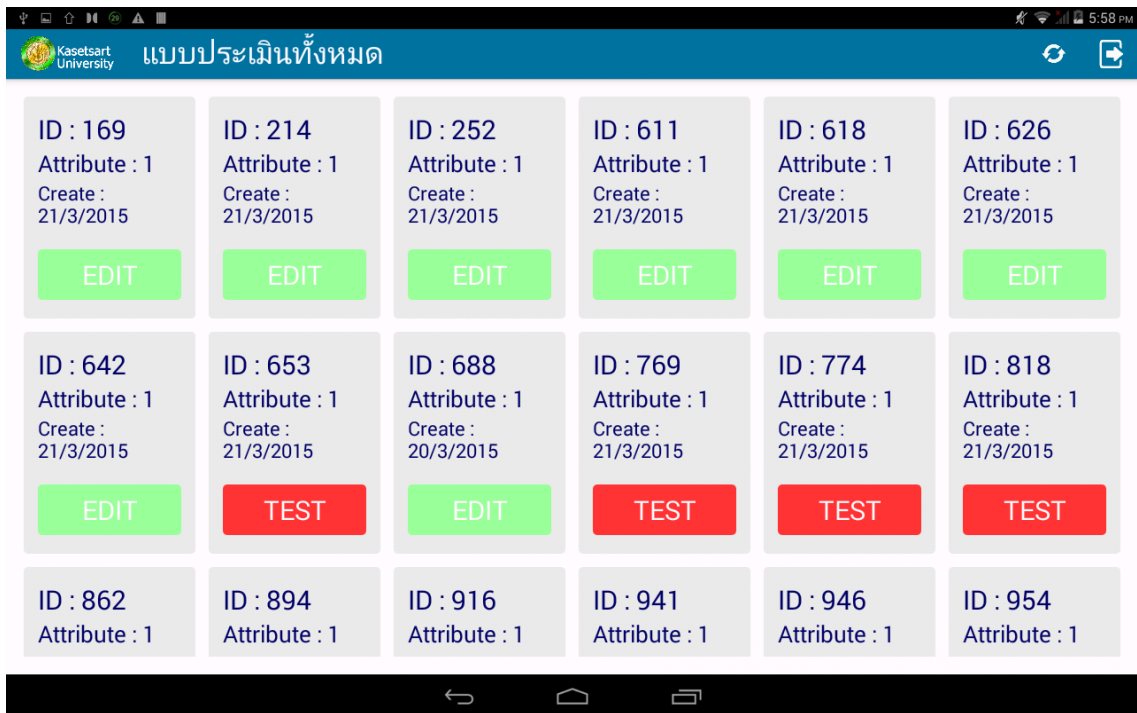 5:58 PM
Kasetsart
University
แบบประเมินทั้งหมด
ID : 169
Attribute : 1
Create :
21/3/2015
EDIT
ID : 214
Attribute : 1
Create :
21/3/2015
EDIT
ID : 252
Attribute : 1
Create :
21/3/2015
EDIT
ID : 611
Attribute : 1
Create :
21/3/2015
EDIT
ID : 618
Attribute : 1
Create :
21/3/2015
EDIT
ID : 626
Attribute : 1
Create :
21/3/2015
EDIT
ID : 642
Attribute : 1
Create :
21/3/2015
EDIT
ID : 653
Attribute : 1
Create :
21/3/2015
TEST
ID : 688
Attribute : 1
Create :
20/3/2015
EDIT
ID : 769
Attribute : 1
Create :
21/3/2015
TEST
ID : 774
Attribute : 1
Create :
21/3/2015
TEST
ID : 818
Attribute : 1
Create :
21/3/2015
TEST
ID : 862
Attribute : 1
ID : 894
Attribute : 1
ID : 916
Attribute : 1
ID : 941
Attribute : 1
ID : 946
Attribute : 1
ID : 954
Attribute : 1